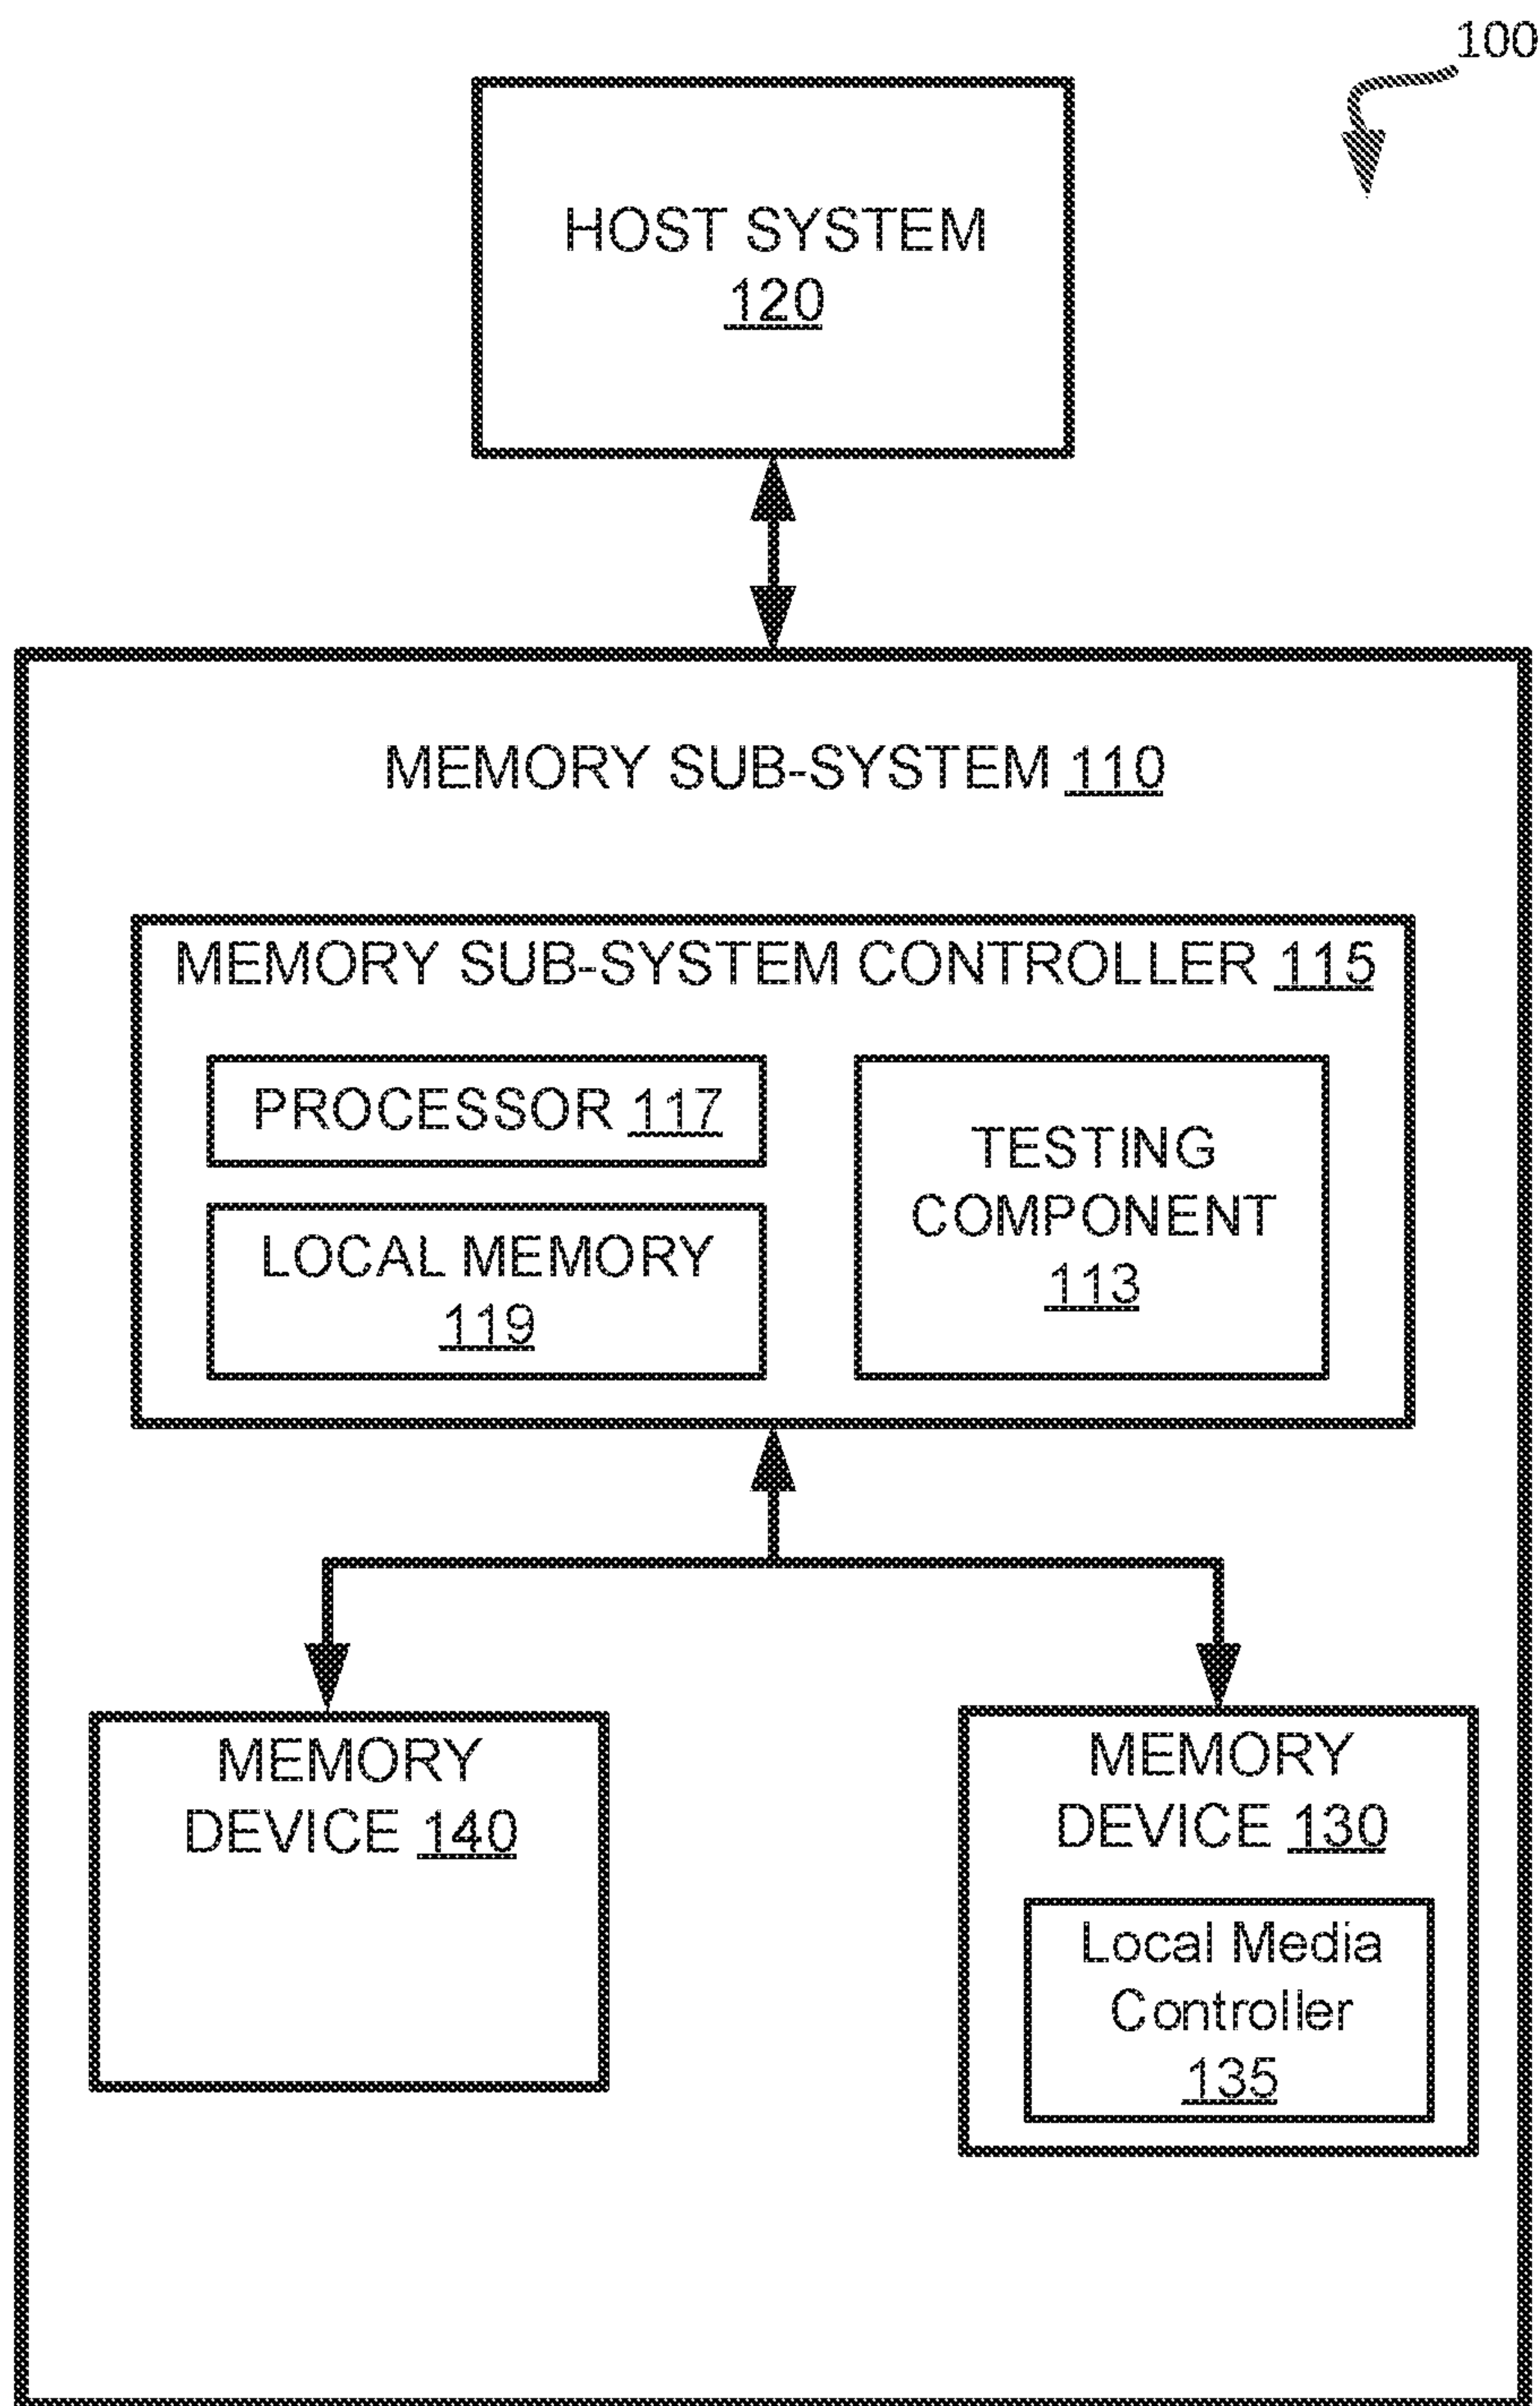 100
HOST SYSTEM
120
MEMORY SUB-SYSTEM 110
MEMORY SUB-SYSTEM CONTROLLER 115
PROCESSOR 117
LOCAL MEMORY
119
TESTING
COMPONENT
113
MEMORY
DEVICE 140
MEMORY
DEVICE 130
Local Media
Controller
135